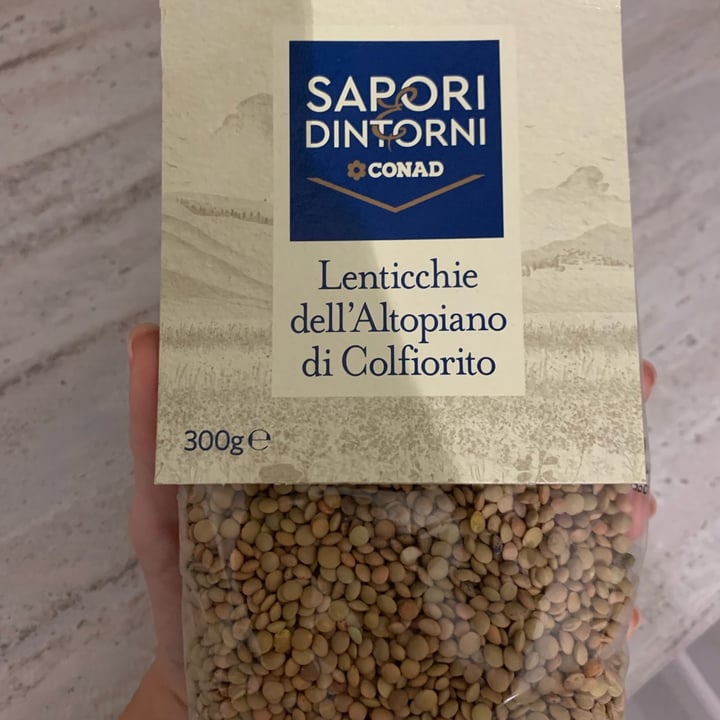 SAPORI
E
DINTORNI
CONAD
Lenticchie
dell'Altopiano
di Colfiorito
300g℮